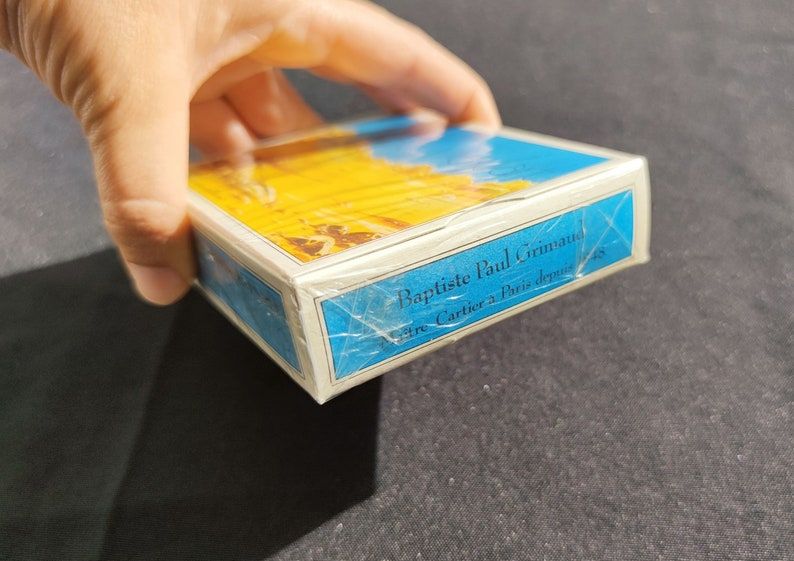 Baptiste Paul Grimaud
Maître Cartier à Paris depuis